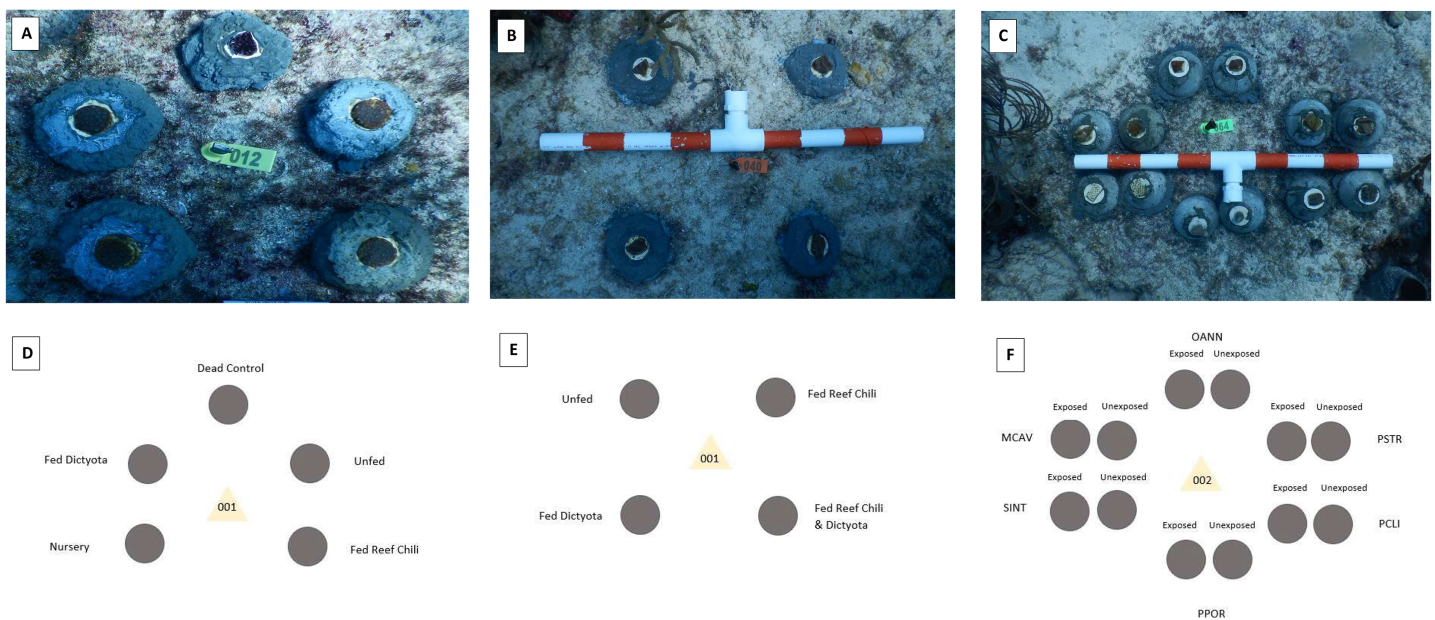 A
B
C
012
040
064
D
Dead Control
Fed Dictyota
Unfed
001
Nursery
Fed Reef Chili
E
Unfed
Fed Reef Chili
001
Fed Dictyota
Fed Reef Chili
& Dictyota
F
OANN
Exposed Unexposed
Exposed Unexposed
MCAV
Exposed Unexposed
PSTR
002
Exposed Unexposed
SINT
Exposed Unexposed
PCLI
Exposed Unexposed
PPOR